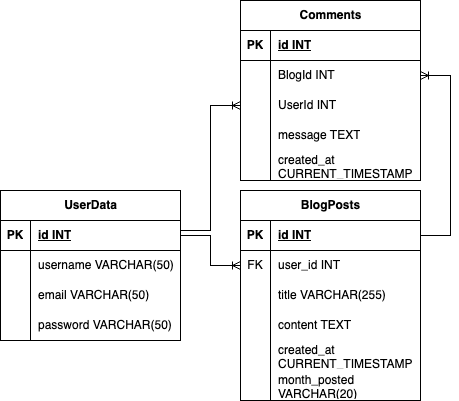 Comments
PK id INT
BlogId INT
UserId INT
message TEXT
created_at
CURRENT_TIMESTAMP
UserData
PK id INT
username VARCHAR(50)
email VARCHAR(50)
password VARCHAR(50)
BlogPosts
PK id INT
FK user_id INT
title VARCHAR(255)
content TEXT
created_at
CURRENT_TIMESTAMP
month_posted
VARCHAR(20)